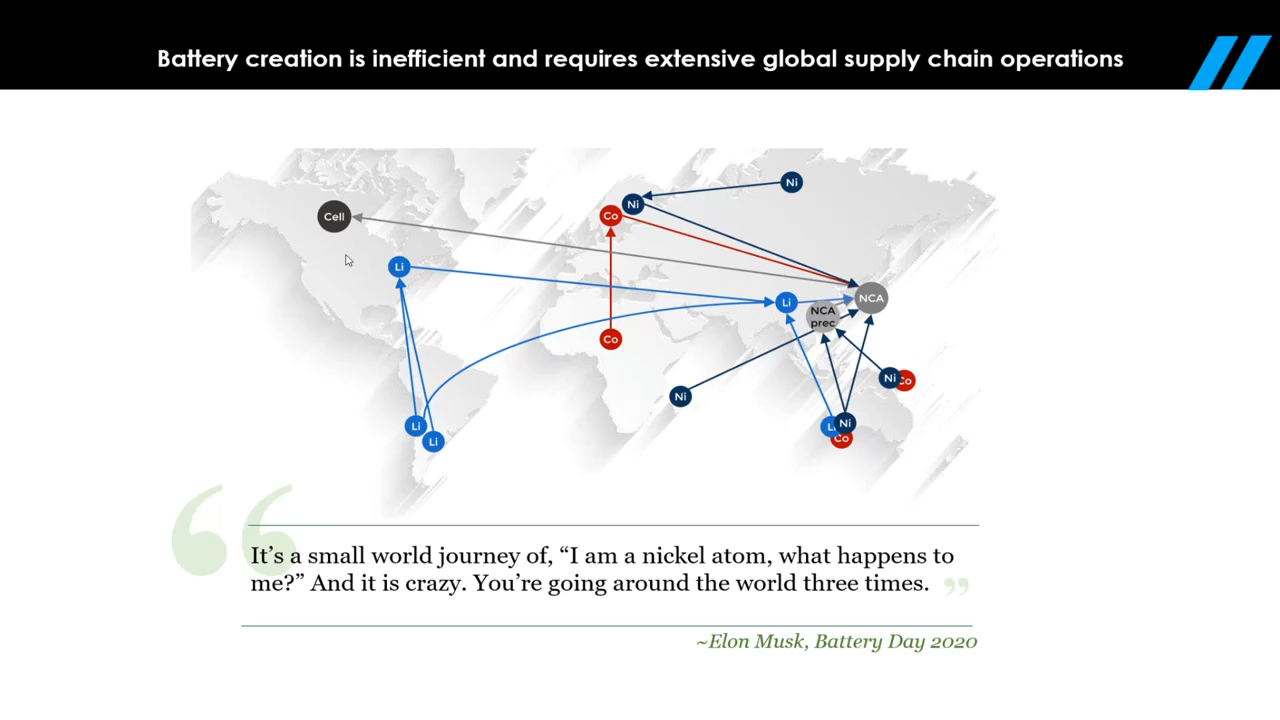 Battery creation is inefficient and requires extensive global supply chain operations
Ni
Ni
Co
Cell
Li
Li
NCA
NCA
prec
Co
Ni
Co
Ni
Li
Ni
Li
Co
Li
“
It’s a small world journey of, “I am a nickel atom, what happens to
me?” And it is crazy. You’re going around the world three times. ”
~Elon Musk, Battery Day 2020